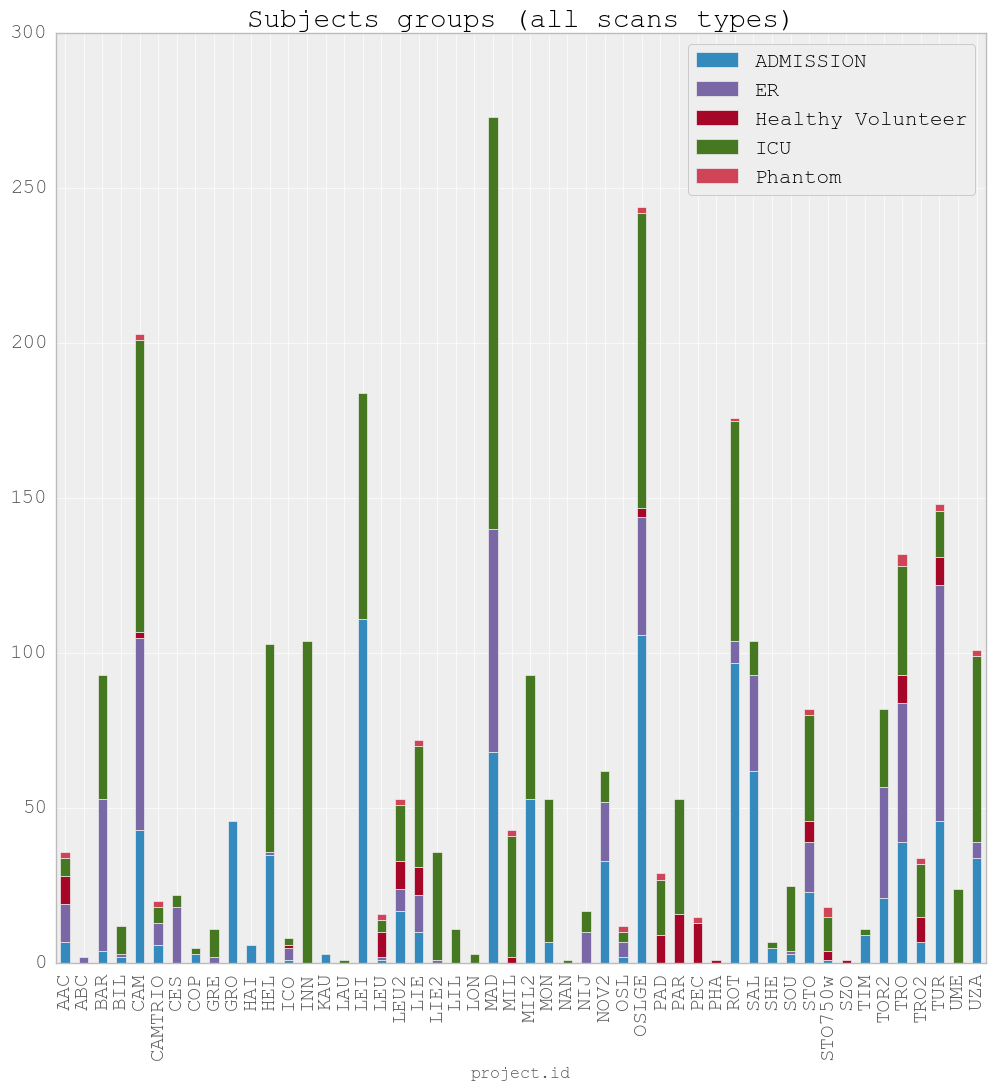 Subjects groups (all scans types)
300
250
200
150
100
50
0
ADMISSION
ER
Healthy Volunteer
ICU
Phantom
AAC
ABC
BAR
BIL
CAM
CAMTRIO
CES
COP
GRE
GRO
HAI
HEL
ICO
INN
KAU
LAU
LEI
LEU
LEU2
LIE
LIE2
LIL
LON
MAD
MIL
MIL2
MON
NAN
NIJ
NOV2
OSL
OSLGE
PAD
PAR
PEC
PHA
ROT
SAL
SHE
SOU
STO
STO750w
SZO
TIM
TOR2
TRO
TRO2
TUR
UME
UZA
project.id